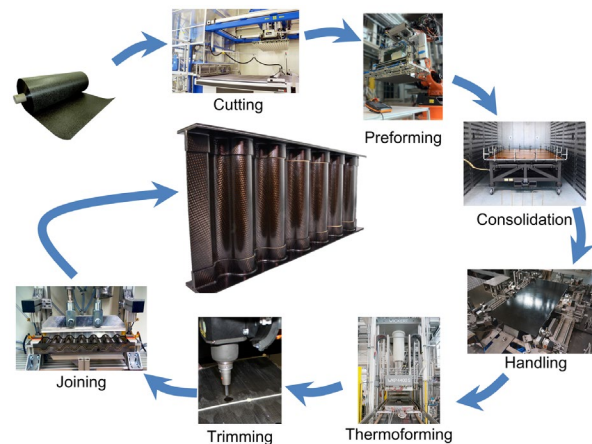 Cutting
Preforming
Consolidation
Handling
Thermoforming
Trimming
Joining